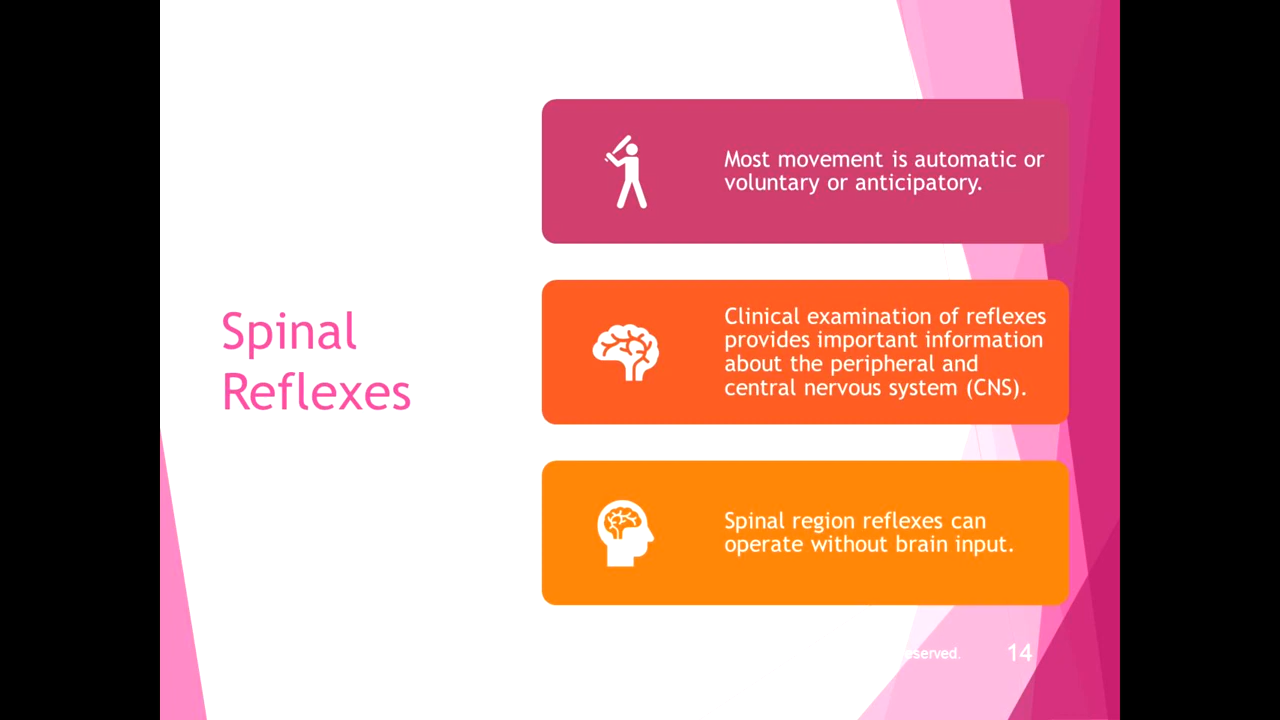 Spinal
Reflexes
Most movement is automatic or
voluntary or anticipatory.
Clinical examination of reflexes
provides important information
about the peripheral and
central nervous system (CNS).
Spinal region reflexes can
operate without brain input.
14